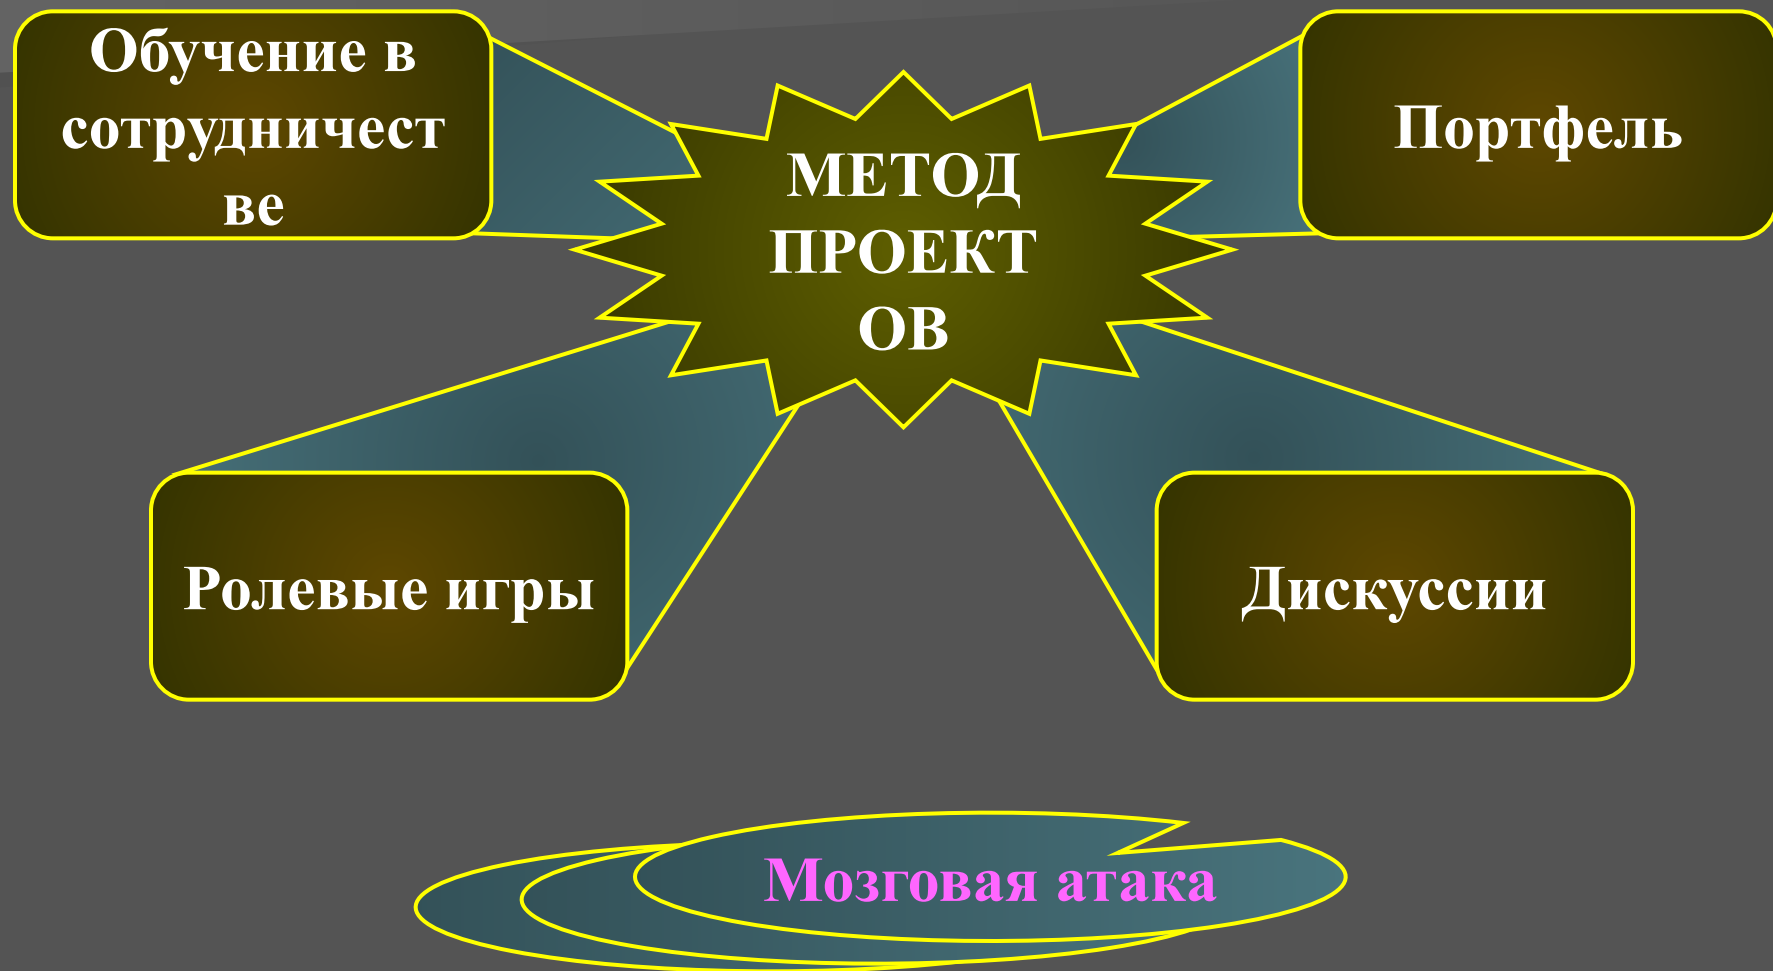 Обучение в
сотрудничест
ве
МЕТОД
ПРОЕКТ
ОВ
Портфель
Ролевые игры
Дискуссии
Мозговая атака